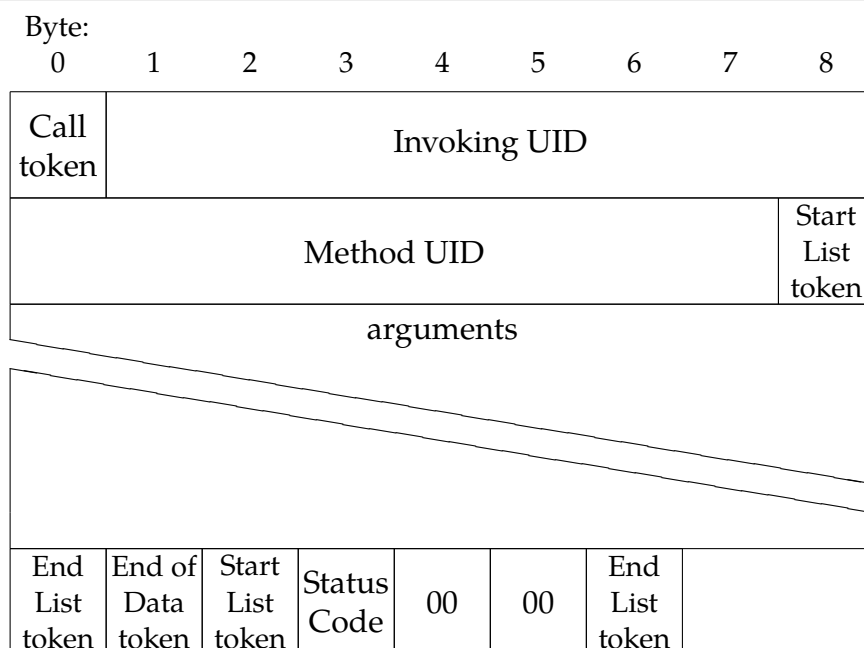 Byte:
0 1 2 3 4 5 6 7 8
Call
token
Invoking UID
Method UID
Start
List
token
arguments
End
List
token
End of
Data
token
Start
List
token
Status
Code
00
00
End
List
token